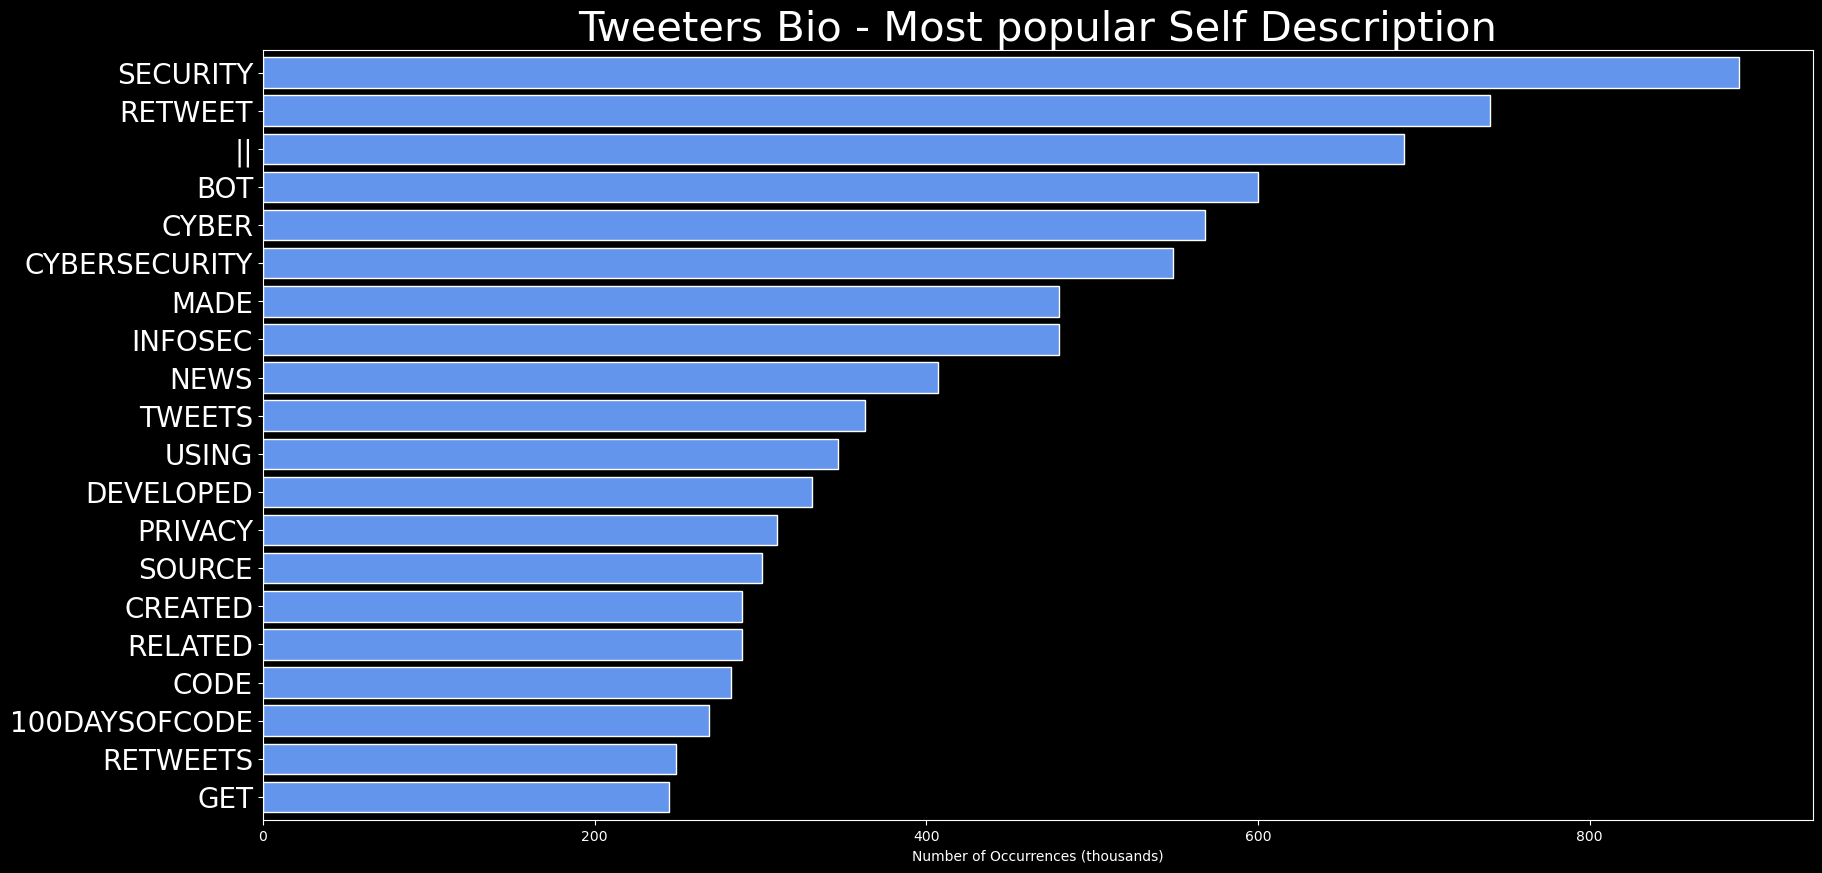 Tweeters Bio - Most popular Self Description
SECURITY
RETWEET
||
BOT
CYBER
CYBERSECURITY
MADE
INFOSEC
NEWS
TWEETS
USING
DEVELOPED
PRIVACY
SOURCE
CREATED
RELATED
CODE
100DAYSOFCODE
RETWEETS
GET
0 200 400 600 800
Number of Occurrences (thousands)